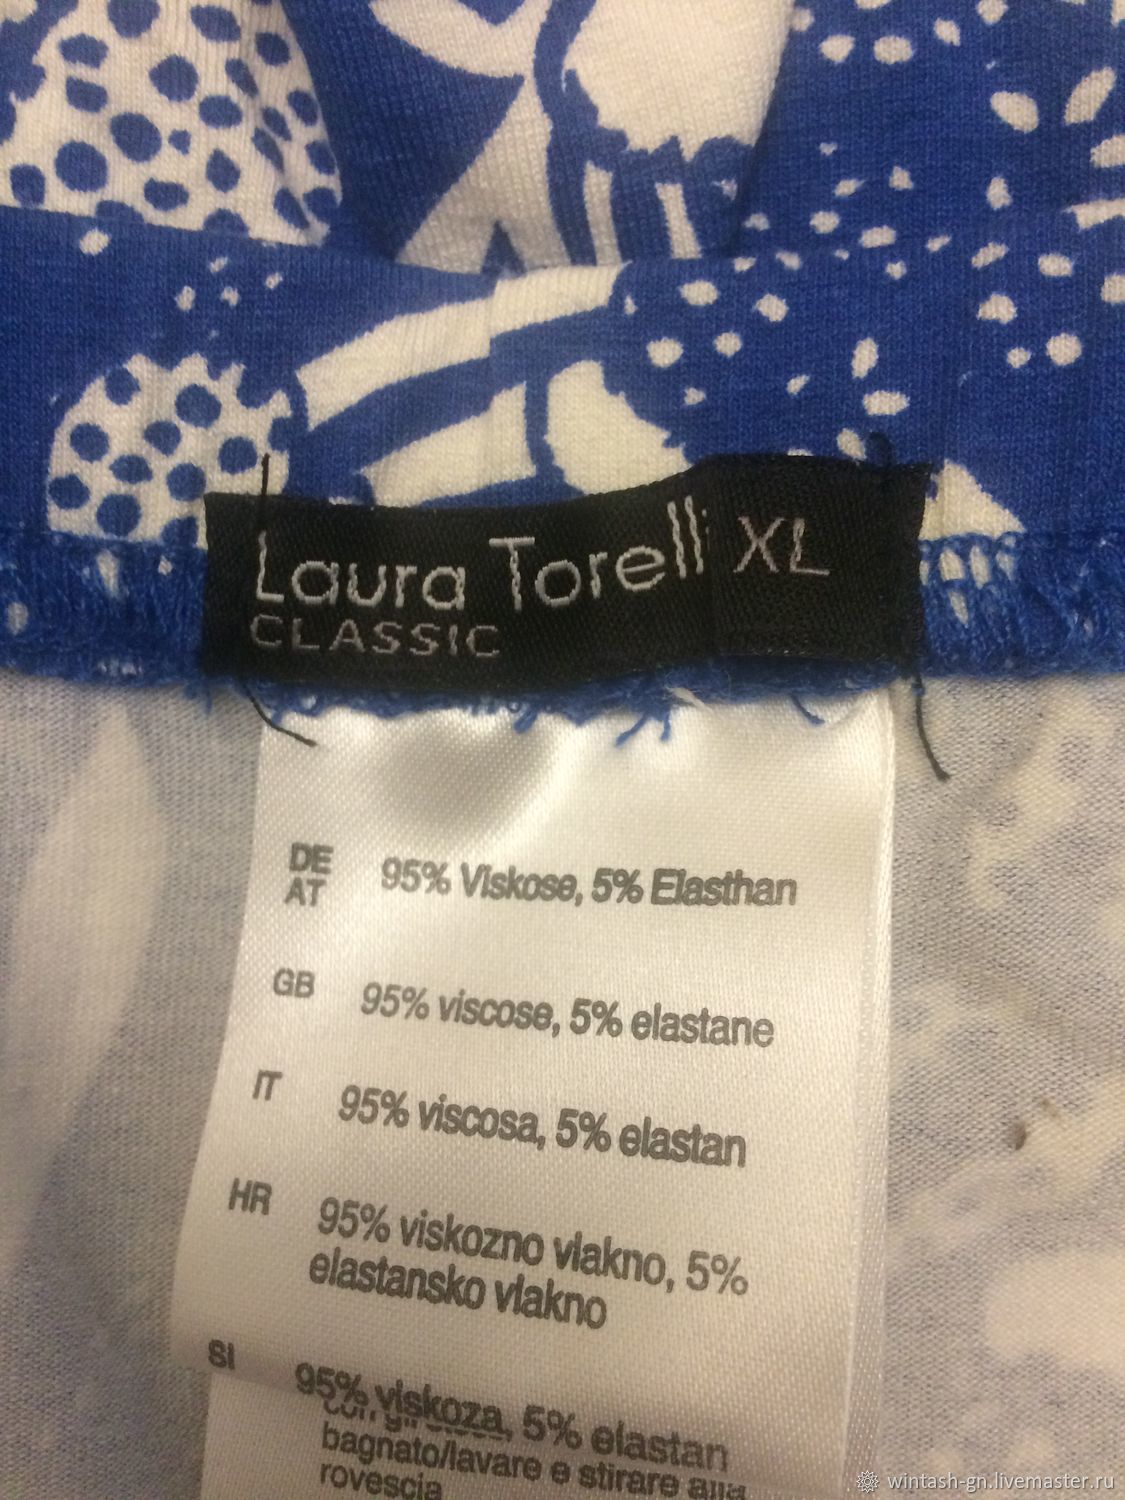 Laura Torelli XL
CLASSIC
DE 95% Viskose, 5% Elasthan
AT
GB 95% viscose, 5% elastane
IT 95% viscosa, 5% elastan
HR 95% viskozno vlakno, 5%
elastansko vlakno
SI 95% viskoza, 5% elastan
bagnato/lavare e stirare alla
rovescia
wintash-gn.livemaster.ru